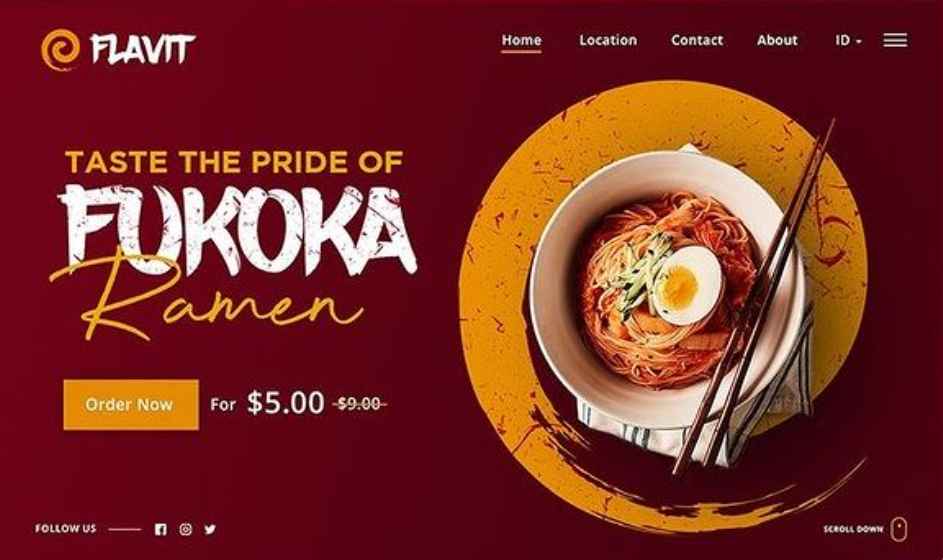 FLAVIT
Home Location Contact About ID
TASTE THE PRIDE OF
FUKOKA
Ramen
Order Now For $5.00 $9.00
FOLLOW US
SCROLL DOWN